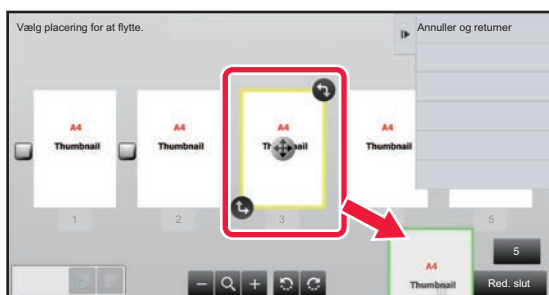 Vælg placering for at flytte.
Annuller og returner
A4
Thumbnail
A4
Thumbnail
A4
Thumbnail
A4
Thumbnail
1
2
3
5
5
A4
Thumbnail
Red. slut